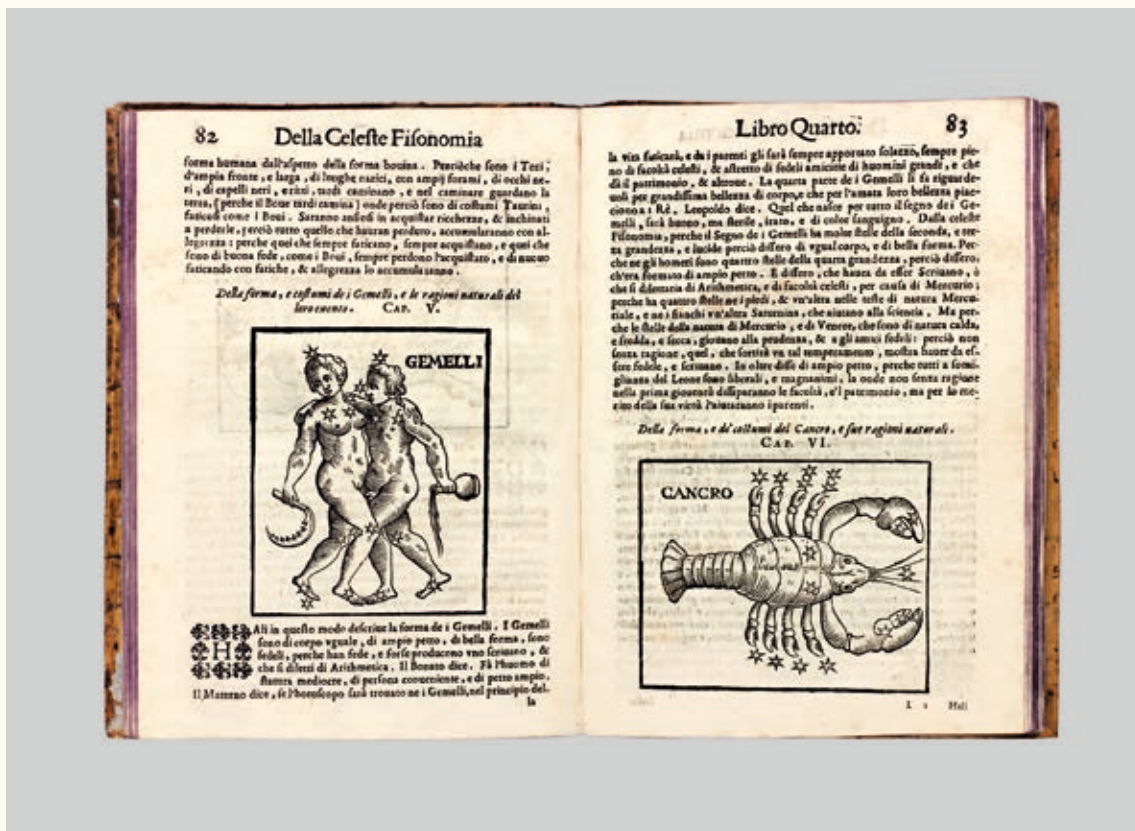 82 Della Celeste Fisonomia
forma humana dall'aspetto della forma bouina. Percioche sono i Tori,
d'ampia fronte, e larga, di lunghe narici, con ampij forami, di occhi ne-
ri, di capelli neri, e ritti, tardi caminano, e nel caminare guardano la
terra, (perche il Boue tardi camina) onde perciò sono di costumi Taurini,
faticosi come i Boui. Saranno ansiosi in acquistar ricchezze, & inchinati
a perderle, perciò tutto quello che hauran perduro, accumularanno con al-
legrezza: perche quei che sempre faticano, sempre acquistano, e quei che
sono di buona fede, come i Boui, sempre perdono l'acquistato, e di nuouo
faticando con fatiche, & allegrezza lo accumularanno.
Della forma, e costumi de i Gemelli, e le ragioni naturali del
loro CAP. V.
GEMELLI
HAli in questo modo descriue la forma de i Gemelli. I Gemelli
sono di corpo vguale, di ampio petto, di bella forma, sono
fedeli, perche han fede, e forse producono vno scriuano, &
che si diletti di Arithmetica. Il Bonato dice. Fà l'huomo di
statura mediocre, di persona conueniente, e di petto ampio.
Il Materno dice, se l'horoscopo sarà trouato ne i Gemelli, nel principio del-
la
Libro Quarto. 83
la vita faticarà, e da i parenti gli sarà sempre apportato solazzo, sempre pie-
no di facoltà celesti, & astretto di fedeli amicitie di huomini grandi, e che
dà il patrimonio, & altroue. La quarta parte de i Gemelli li fa riguarde-
uoli per grandissima bellezza di corpo, e che per l'amata loro bellezza piac-
ciono a i Rè. Leopoldo dice. Quel che nasce per tutto il segno de i Ge-
melli, sarà buono, ma sterile, irato, e di color sanguigno. Dalla celeste
Fisonomia, perche il Segno de i Gemelli ha molte stelle della seconda, e ter-
za grandezza, e lucide perciò dissero di vgual corpo, e di bella forma. Per-
che ne gli homeri sono quattro stelle della quarta grandezza, perciò dissero;
ch'era formato di ampio petto. E dissero, che haueа da esser Scriuano, ò
che si dilettaria di Arithmetica, e di facoltà celesti, per causa di Mercurio;
perche ha quattro stelle ne i piedi, & vn'altra nelle teste di natura Mercu-
riale, e ne i fianchi vn'altra Saturnina, che aiutano alla scientia. Ma per-
che le stelle della natura di Mercurio, e di Venere, che sono di natura calda,
e fredda, e secca, giouano alla prudenza, & a gli amici fedeli: perciò non
senza ragione, quel, che sortirà vn tal temperamento, mostra hauer da es-
sere fedele, e scriuano. In oltre disse di ampio petto, perche tutti a somi-
glianza del Leone sono liberali, e magnanimi, la onde non senza ragione
nella prima giouentù dissiparanno le facoltà, e'l patrimonio, ma per lo me-
rito della sua virtù l'aiutaranno i parenti.
Della forma, e de' costumi del Cancro, e sue ragioni naturali.
CAP. VI.
CANCRO
L 2 Hali